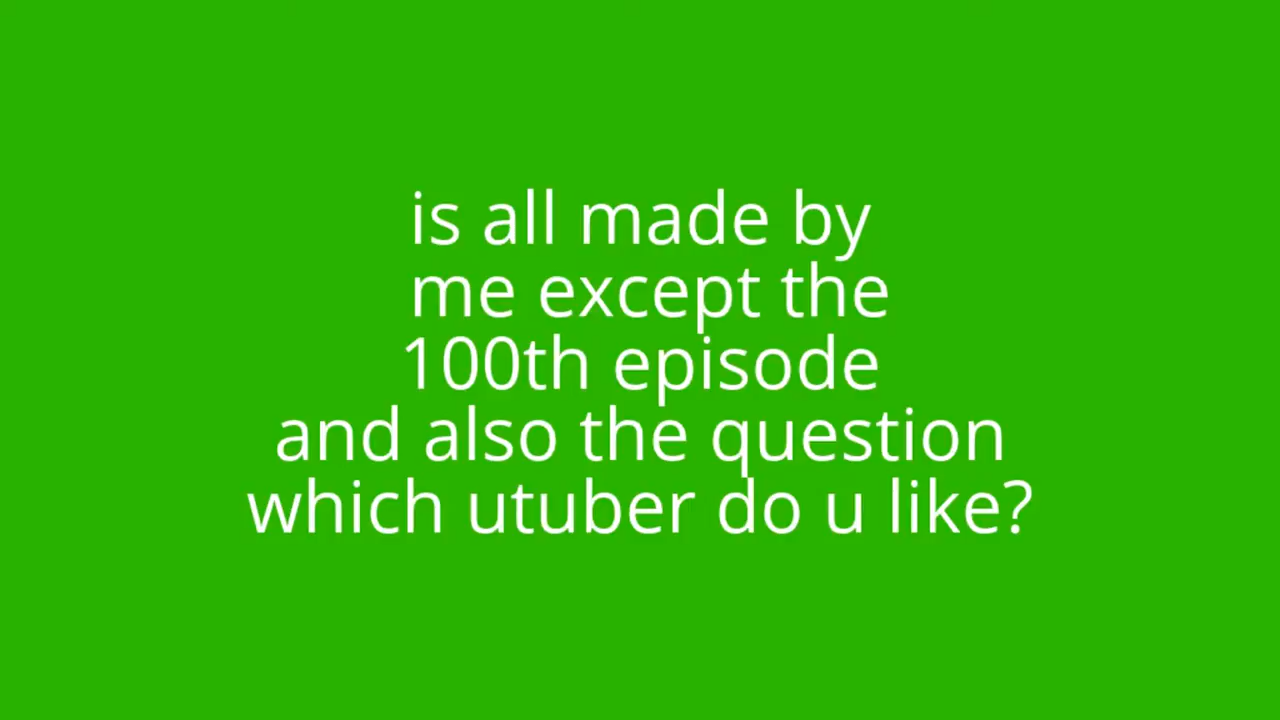 is all made by
me except the
100th episode
and also the question
which utuber do u like?